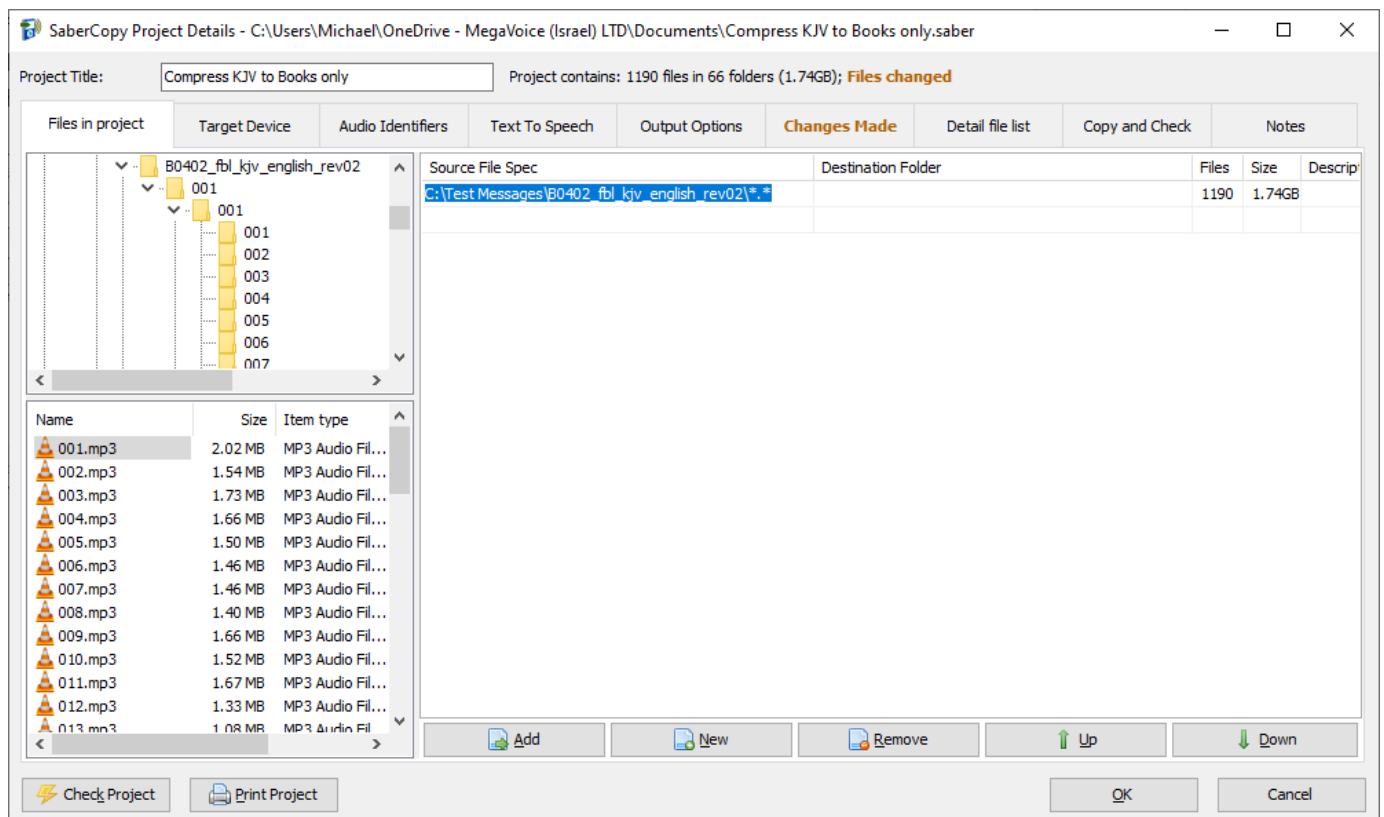 SaberCopy Project Details - C:\Users\Michael\OneDrive - MegaVoice (Israel) LTD\Documents\Compress KJV to Books only.saber
Project Title: Compress KJV to Books only Project contains: 1190 files in 66 folders (1.74GB); Files changed
Files in project Target Device Audio Identifiers Text To Speech Output Options Changes Made Detail file list Copy and Check Notes
B0402_fbl_kjv_english_rev02
001
001
001
002
003
004
005
006
007
Source File Spec Destination Folder Files Size Descript
C:\Test Messages\B0402_fbl_kjv_english_rev02\*.* 1190 1.74GB
Name Size Item type
001.mp3 2.02 MB MP3 Audio Fil...
002.mp3 1.54 MB MP3 Audio Fil...
003.mp3 1.73 MB MP3 Audio Fil...
004.mp3 1.66 MB MP3 Audio Fil...
005.mp3 1.50 MB MP3 Audio Fil...
006.mp3 1.46 MB MP3 Audio Fil...
007.mp3 1.46 MB MP3 Audio Fil...
008.mp3 1.40 MB MP3 Audio Fil...
009.mp3 1.66 MB MP3 Audio Fil...
010.mp3 1.52 MB MP3 Audio Fil...
011.mp3 1.67 MB MP3 Audio Fil...
012.mp3 1.33 MB MP3 Audio Fil...
013.mp3 1.08 MB MP3 Audio Fil
Add New Remove Up Down
Check Project Print Project OK Cancel